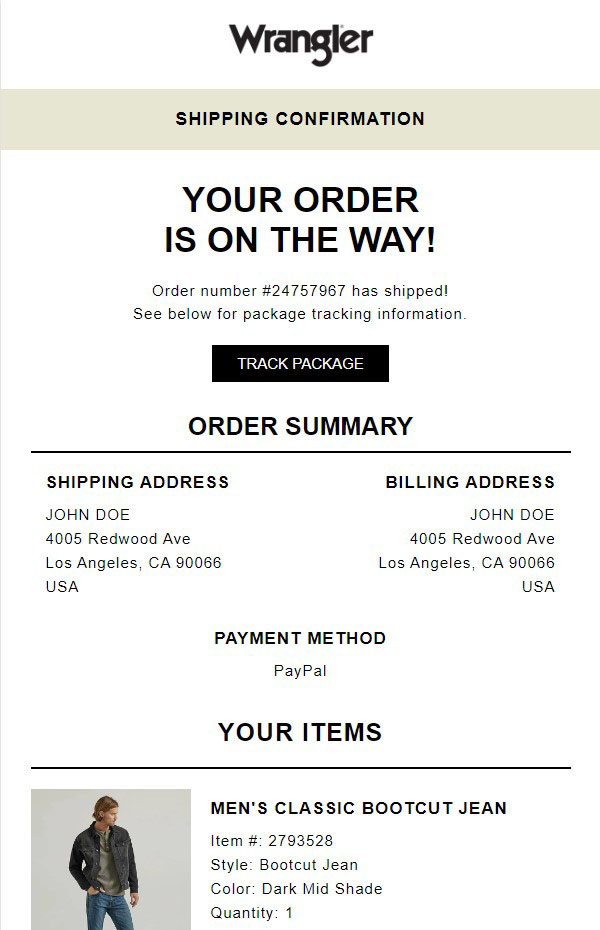 Wrangler
SHIPPING CONFIRMATION
YOUR ORDER
IS ON THE WAY!
Order number #24757967 has shipped!
See below for package tracking information.
TRACK PACKAGE
ORDER SUMMARY
SHIPPING ADDRESS
JOHN DOE
4005 Redwood Ave
Los Angeles, CA 90066
USA
BILLING ADDRESS
JOHN DOE
4005 Redwood Ave
Los Angeles, CA 90066
USA
PAYMENT METHOD
PayPal
YOUR ITEMS
MEN'S CLASSIC BOOTCUT JEAN
Item #: 2793528
Style: Bootcut Jean
Color: Dark Mid Shade
Quantity: 1